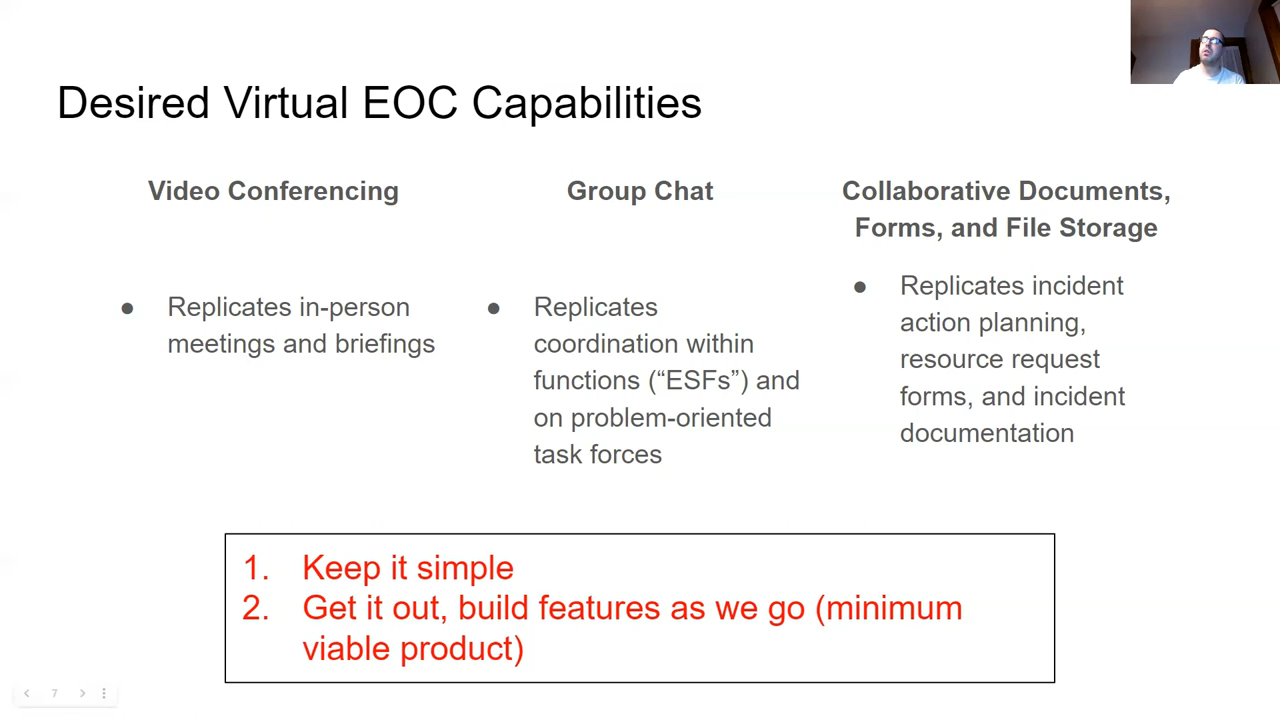 Desired Virtual EOC Capabilities
Video Conferencing
● Replicates in-person
meetings and briefings
Group Chat
● Replicates
coordination within
functions (“ESFs”) and
on problem-oriented
task forces
Collaborative Documents,
Forms, and File Storage
● Replicates incident
action planning,
resource request
forms, and incident
documentation
1. Keep it simple
2. Get it out, build features as we go (minimum
viable product)
7